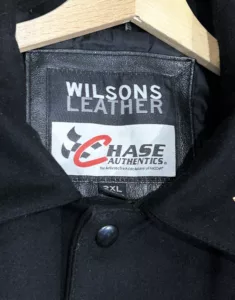 WILSONS
LEATHER
CHASE
AUTHENTICS®
2XL